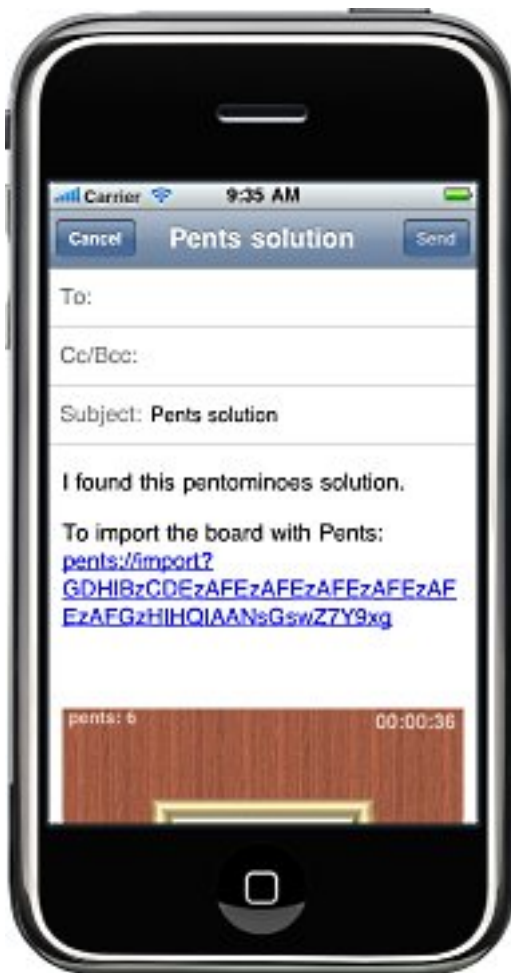 Carrier 9:35 AM
Cancel Pents solution Send
To:
Cc/Bcc:
Subject: Pents solution
I found this pentominoes solution.
To import the board with Pents:
pents://import?
GDHIBzCDEzAFEzAFEzAFEzAFEzAF
EzAFGzHIHQIAANsGswZ7Y9xg
pents: 6 00:00:36